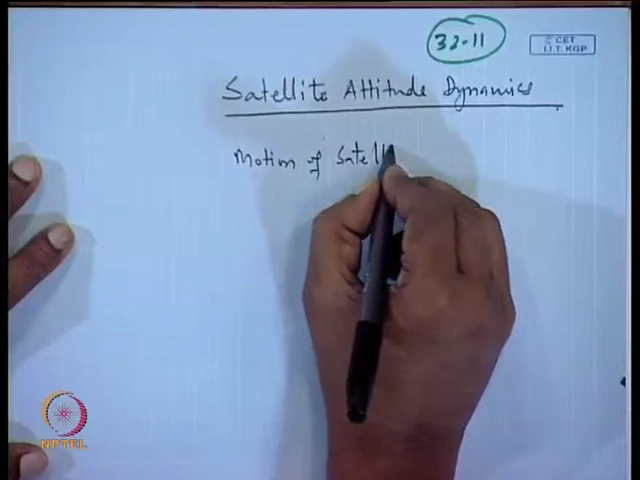 32-11
© CET
I.I.T. KGP
Satellite Attitude Dynamics
Motion of Satell
NPTEL